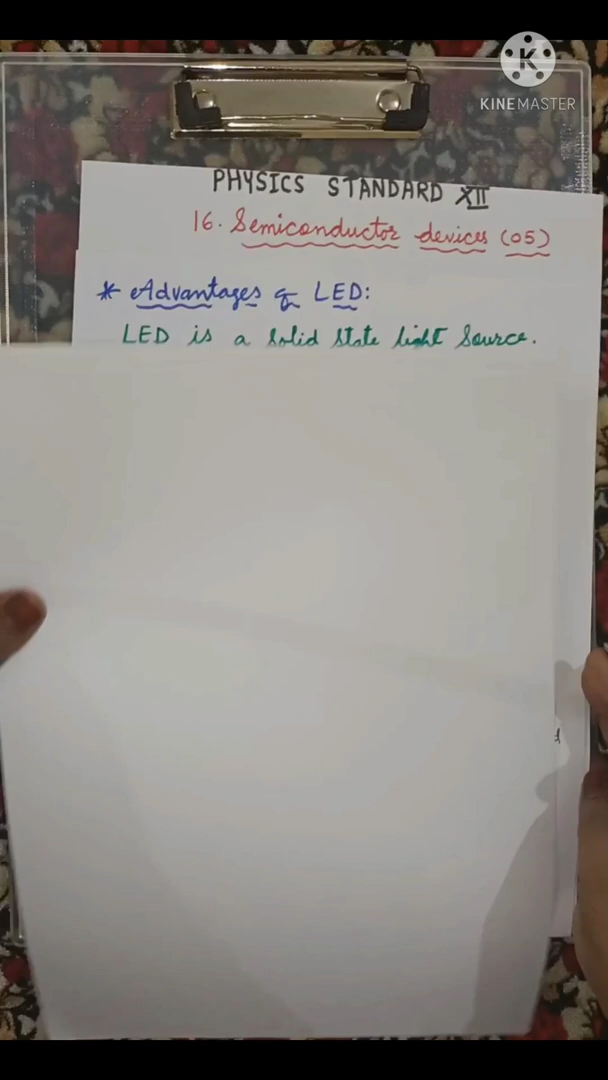 KINEMASTER
PHYSICS STANDARD XII
16. Semiconductor devices (05)
* Advantages of LED:
LED is a solid state light source.